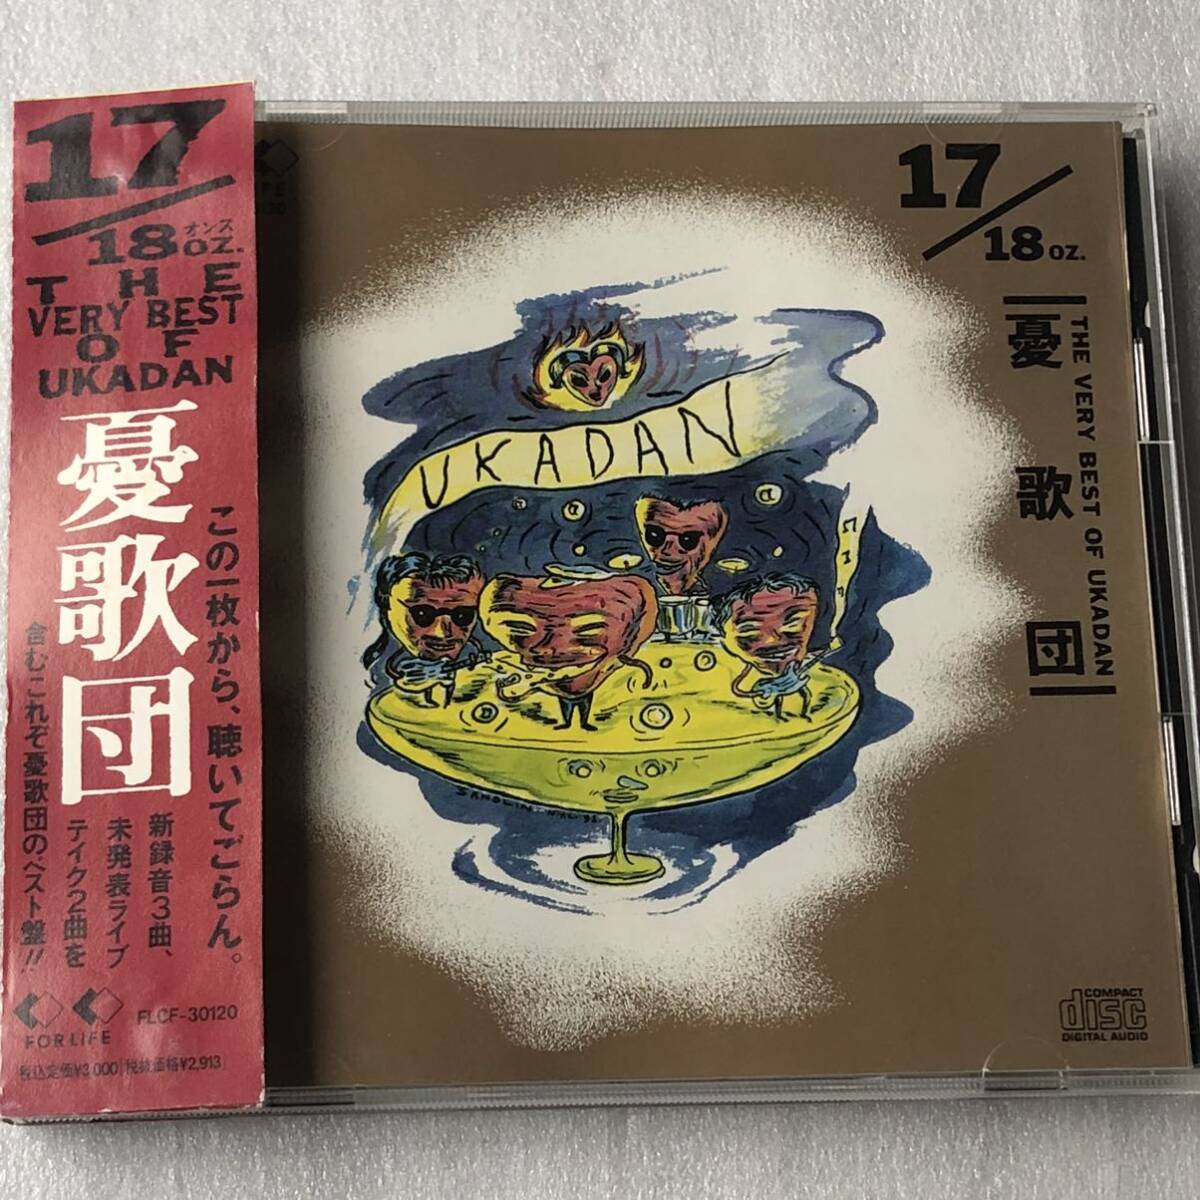 17/18オンスoz.
THE
VERY BEST
OF
UKADAN
憂歌団
この一枚から、聴いてごらん。
新録音3曲、
未発表ライブ
テイク2曲を
含むこれぞ憂歌団のベスト盤!!
FLCF-30120
FOR LIFE
税込定価¥3,000 税抜価格¥2,913
17/18 oz.
THE VERY BEST OF UKADAN
憂歌団
UKADAN
COMPACT
disc
DIGITAL AUDIO